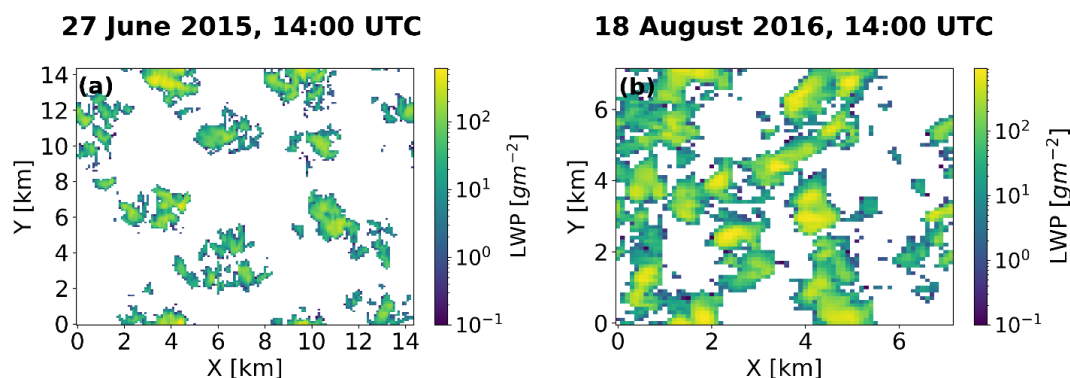 27 June 2015, 14:00 UTC
(a)
14
12
10
8
6
4
2
0
Y [km]
0 2 4 6 8 10 12 14
X [km]
10²
10¹
10⁰
10⁻¹
LWP [gm⁻²]
18 August 2016, 14:00 UTC
(b)
6
4
2
0
Y [km]
0 2 4 6
X [km]
10²
10¹
10⁰
10⁻¹
LWP [gm⁻²]